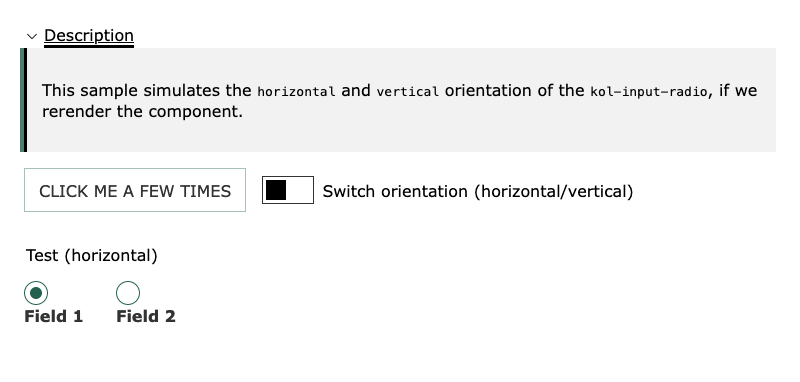 Description
This sample simulates the horizontal and vertical orientation of the kol-input-radio, if we
rerender the component.
CLICK ME A FEW TIMES
Switch orientation (horizontal/vertical)
Test (horizontal)
Field 1
Field 2